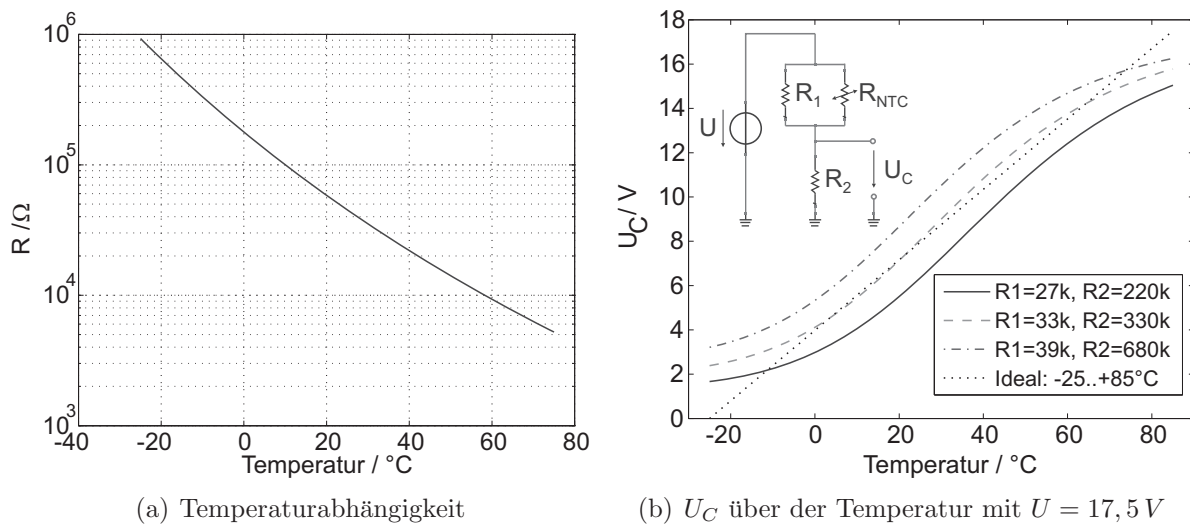 10^6
10^5
10^4
10^3
R /Ω
-40 -20 0 20 40 60 80
Temperatur / °C
(a) Temperaturabhängigkeit
18
16
14
12
10
8
6
4
2
0
U_C / V
-20 0 20 40 60 80
Temperatur / °C
U
R_1
R_NTC
R_2
U_C
R1=27k, R2=220k
R1=33k, R2=330k
R1=39k, R2=680k
Ideal: -25..+85°C
(b) U_C über der Temperatur mit U = 17, 5 V